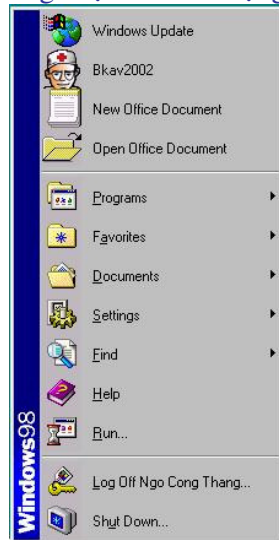 Windows Update
Bkav2002
New Office Document
Open Office Document
Programs
Favorites
Documents
Settings
Find
Help
Run...
Log Off Ngo Cong Thang...
Shut Down...
Windows98